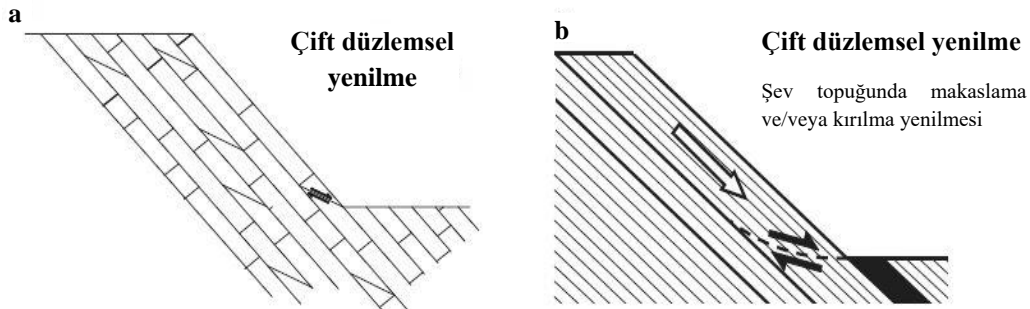 a
Çift düzlemsel
yenilme
b
Çift düzlemsel yenilme
Şev topuğunda makaslama
ve/veya kırılma yenilmesi